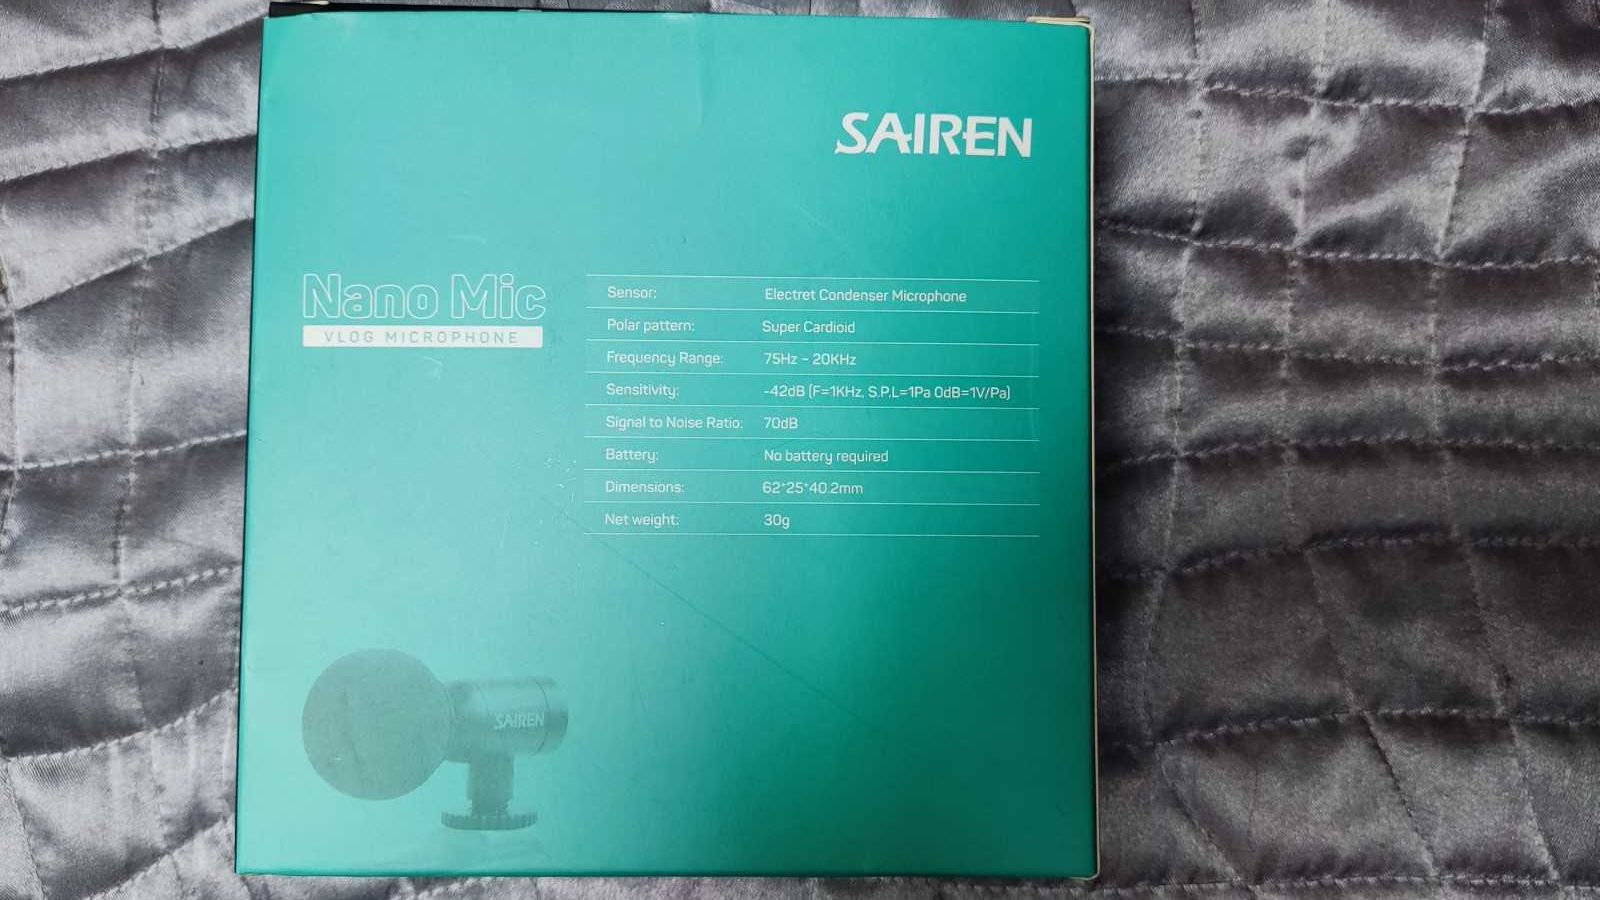 SAIREN
Nano Mic
VLOG MICROPHONE
Sensor: Electret Condenser Microphone
Polar pattern: Super Cardioid
Frequency Range: 75Hz - 20KHz
Sensitivity: -42dB (F=1KHz, S.P.L=1Pa 0dB=1V/Pa)
Signal to Noise Ratio: 70dB
Battery: No battery required
Dimensions: 62*25*40.2mm
Net weight: 30g
SAIREN